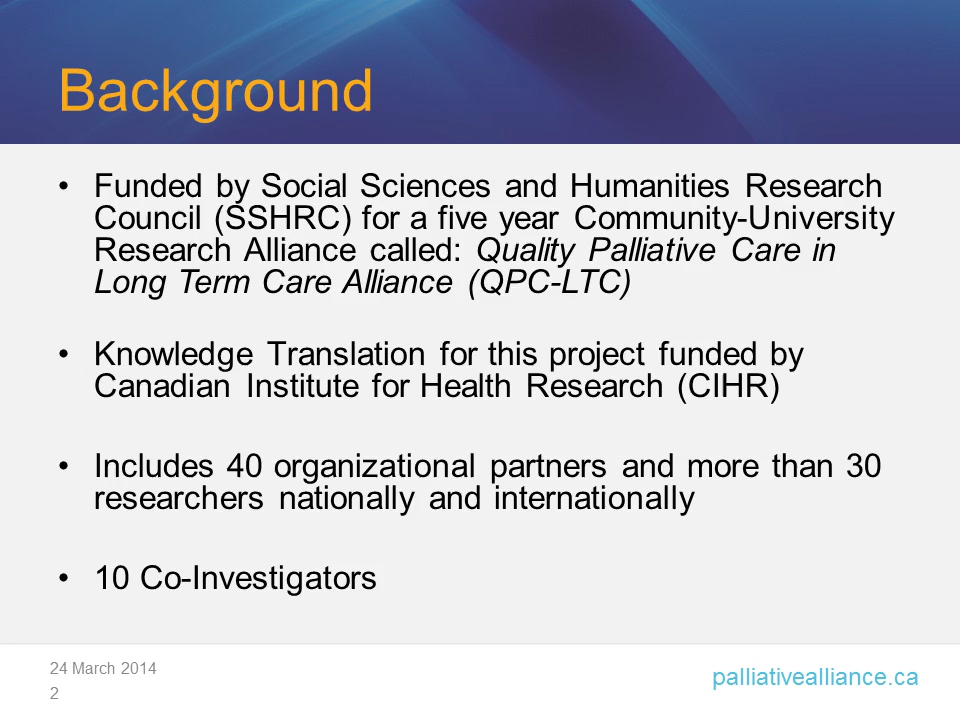 Background
• Funded by Social Sciences and Humanities Research
Council (SSHRC) for a five year Community-University
Research Alliance called: Quality Palliative Care in
Long Term Care Alliance (QPC-LTC)
• Knowledge Translation for this project funded by
Canadian Institute for Health Research (CIHR)
• Includes 40 organizational partners and more than 30
researchers nationally and internationally
• 10 Co-Investigators
24 March 2014
2
palliativealliance.ca